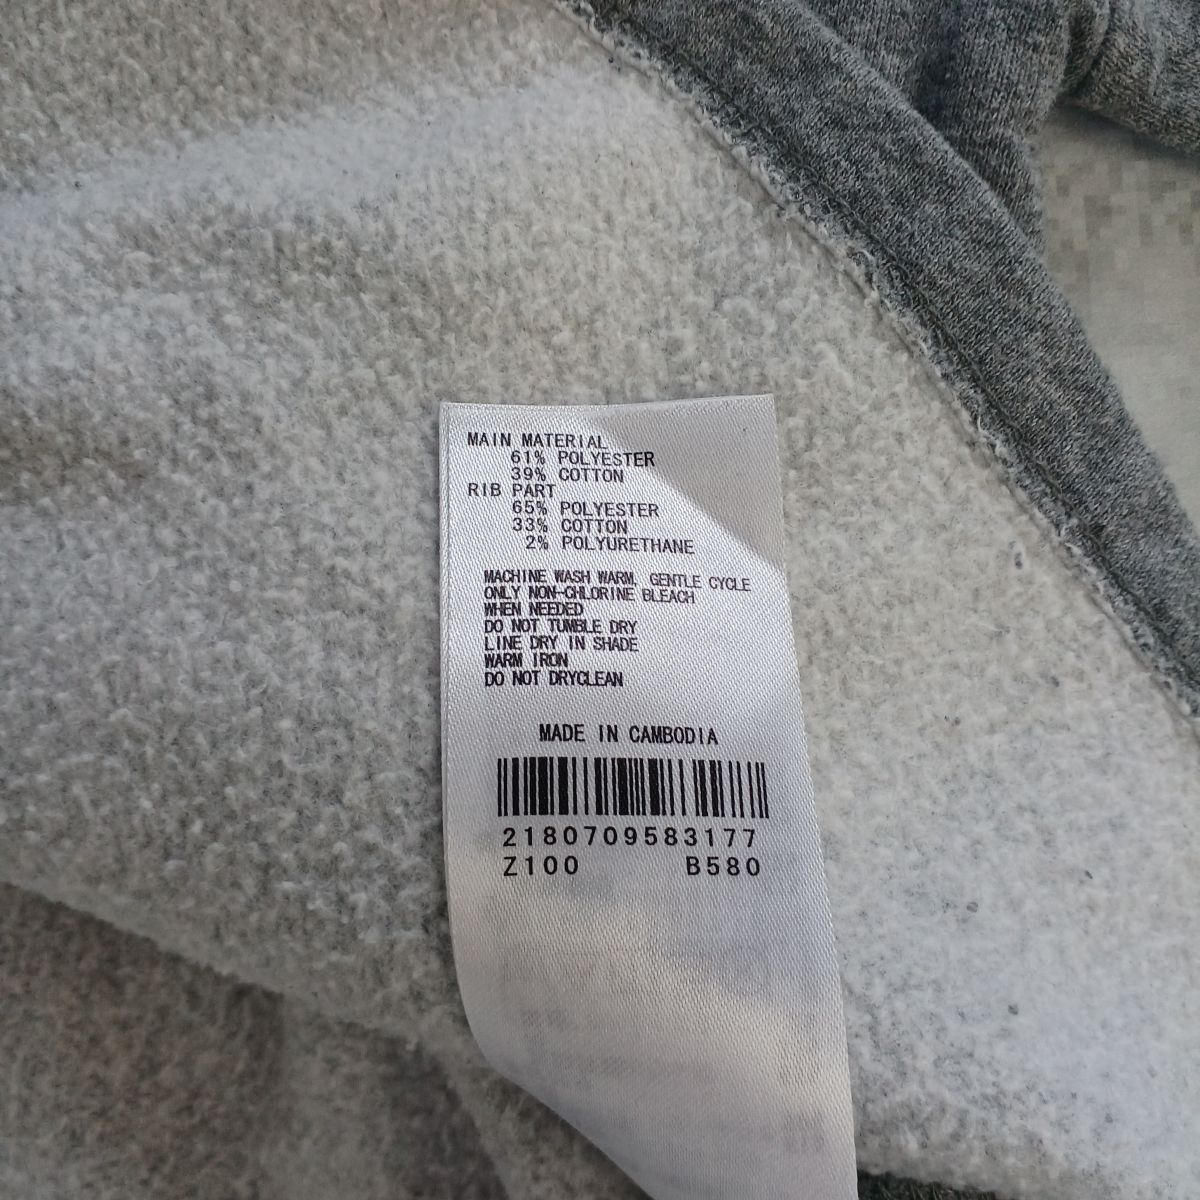 MAIN MATERIAL
61% POLYESTER
39% COTTON
RIB PART
65% POLYESTER
33% COTTON
2% POLYURETHANE
MACHINE WASH WARM, GENTLE CYCLE
ONLY NON-CHLORINE BLEACH
WHEN NEEDED
DO NOT TUMBLE DRY
LINE DRY IN SHADE
WARM IRON
DO NOT DRYCLEAN
MADE IN CAMBODIA
2180709583177
Z100 B580